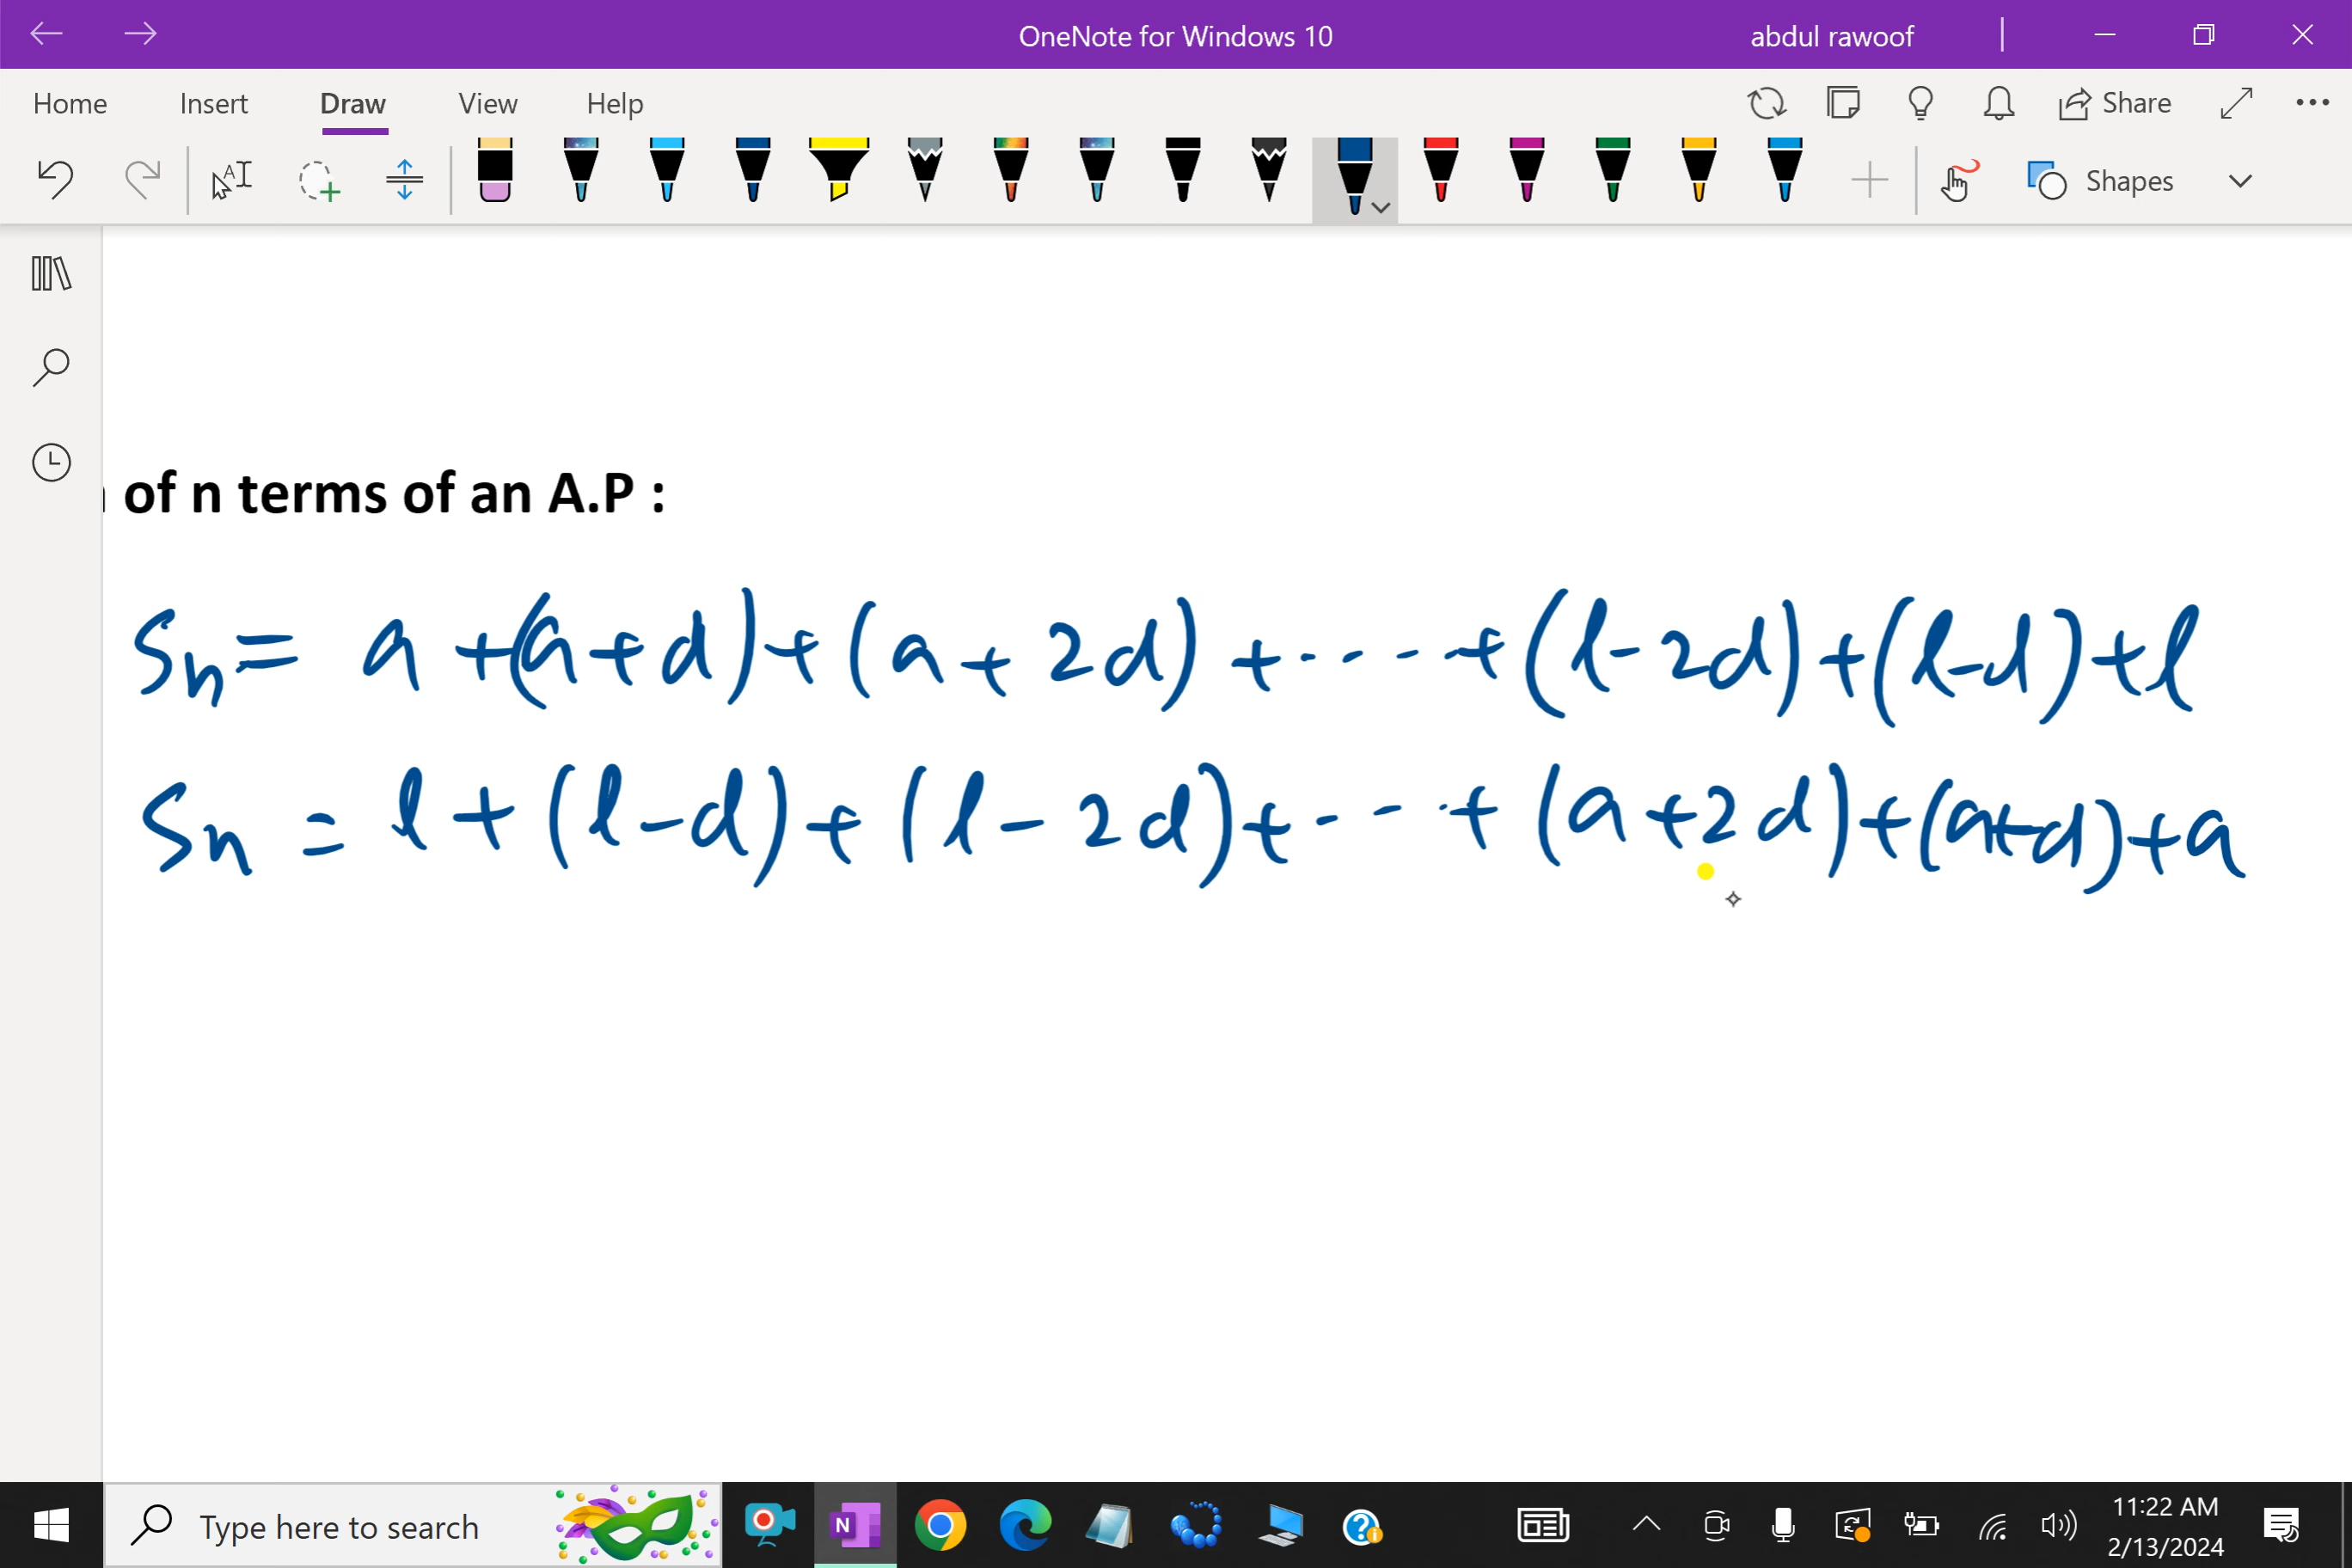 OneNote for Windows 10
abdul rawoof
Home Insert Draw View Help
Share
Shapes
of n terms of an A.P :
Sn = a +(a+d)+(a+2d)+----+(l-2d)+(l-d)+l
Sn = l+(l-d)+(l-2d)+---+(a+2d)+(a+d)+a
Type here to search
N
11:22 AM
2/13/2024